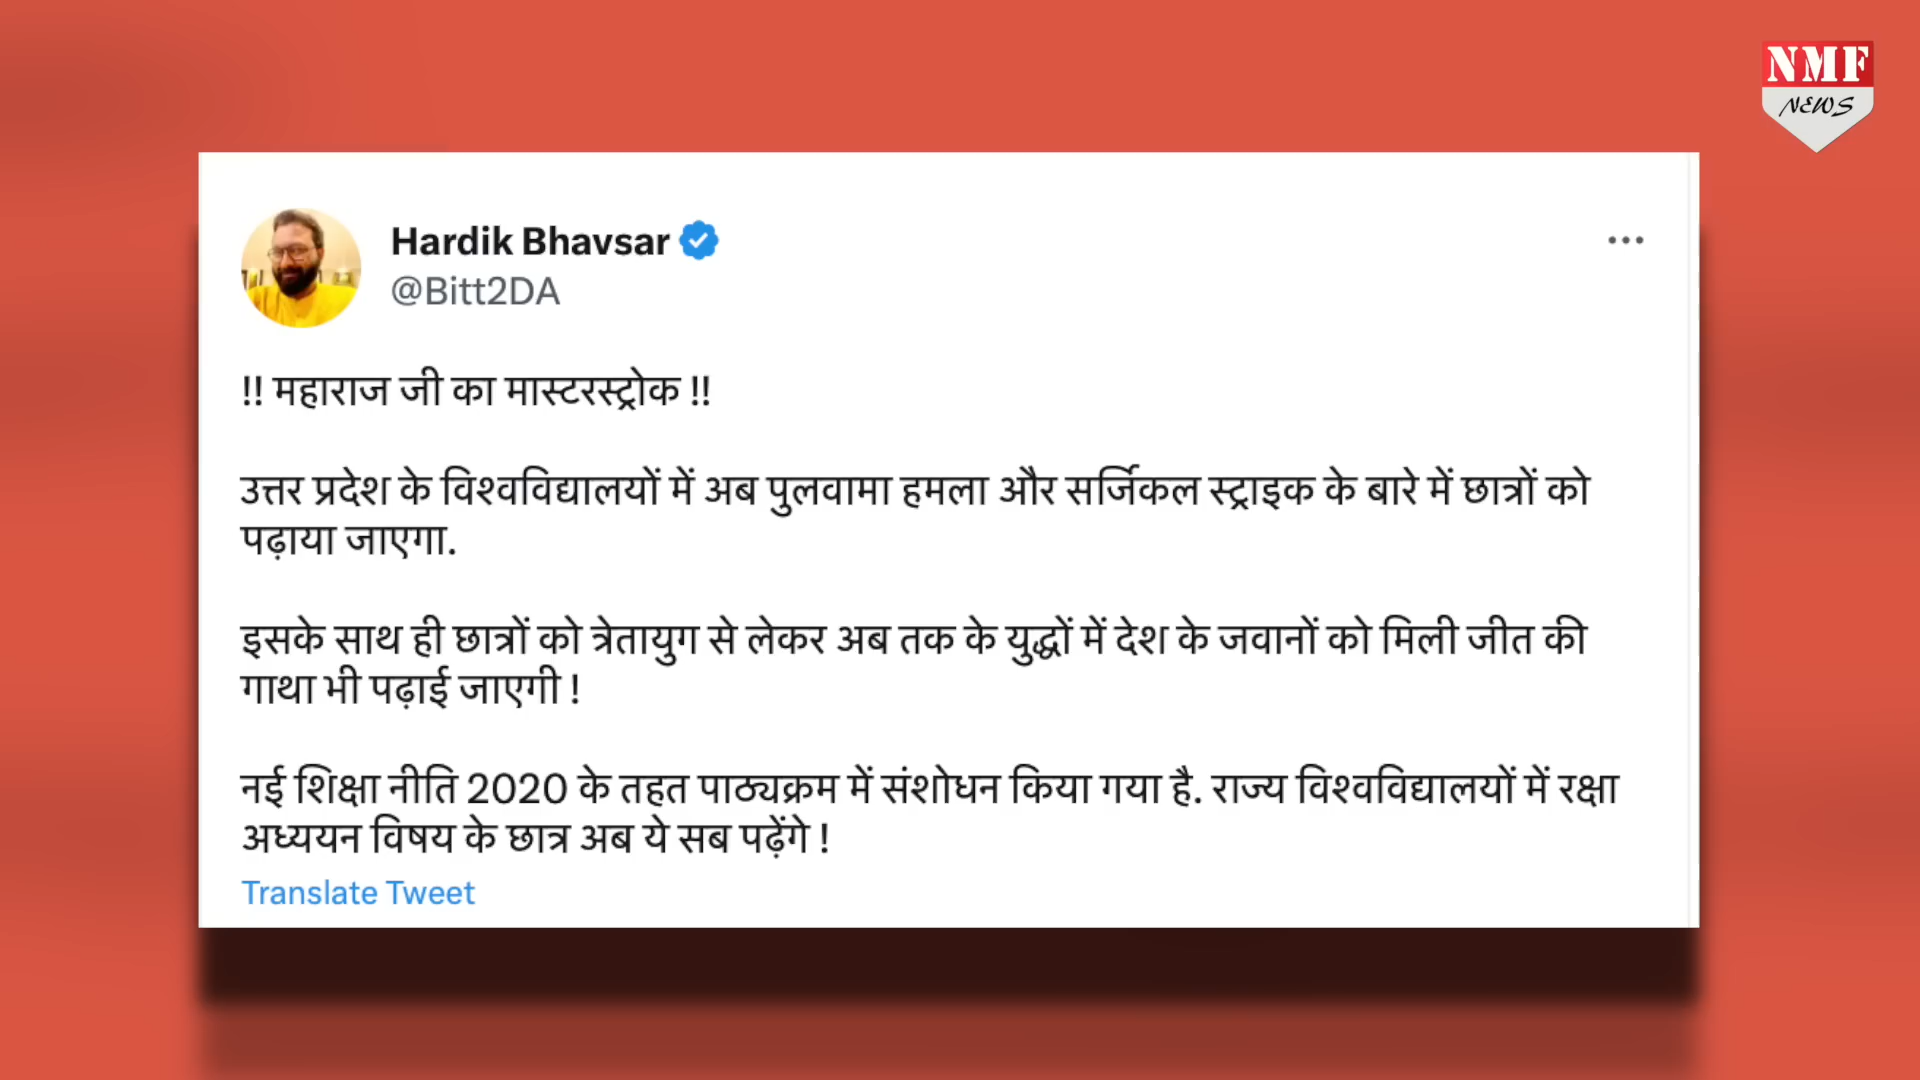 NMF
NEWS
Hardik Bhavsar
@Bitt2DA
!! महाराज जी का मास्टरस्ट्रोक !!
उत्तर प्रदेश के विश्वविद्यालयों में अब पुलवामा हमला और सर्जिकल स्ट्राइक के बारे में छात्रों को
पढ़ाया जाएगा.
इसके साथ ही छात्रों को त्रेतायुग से लेकर अब तक के युद्धों में देश के जवानों को मिली जीत की
गाथा भी पढ़ाई जाएगी !
नई शिक्षा नीति 2020 के तहत पाठ्यक्रम में संशोधन किया गया है. राज्य विश्वविद्यालयों में रक्षा
अध्ययन विषय के छात्र अब ये सब पढ़ेंगे !
Translate Tweet